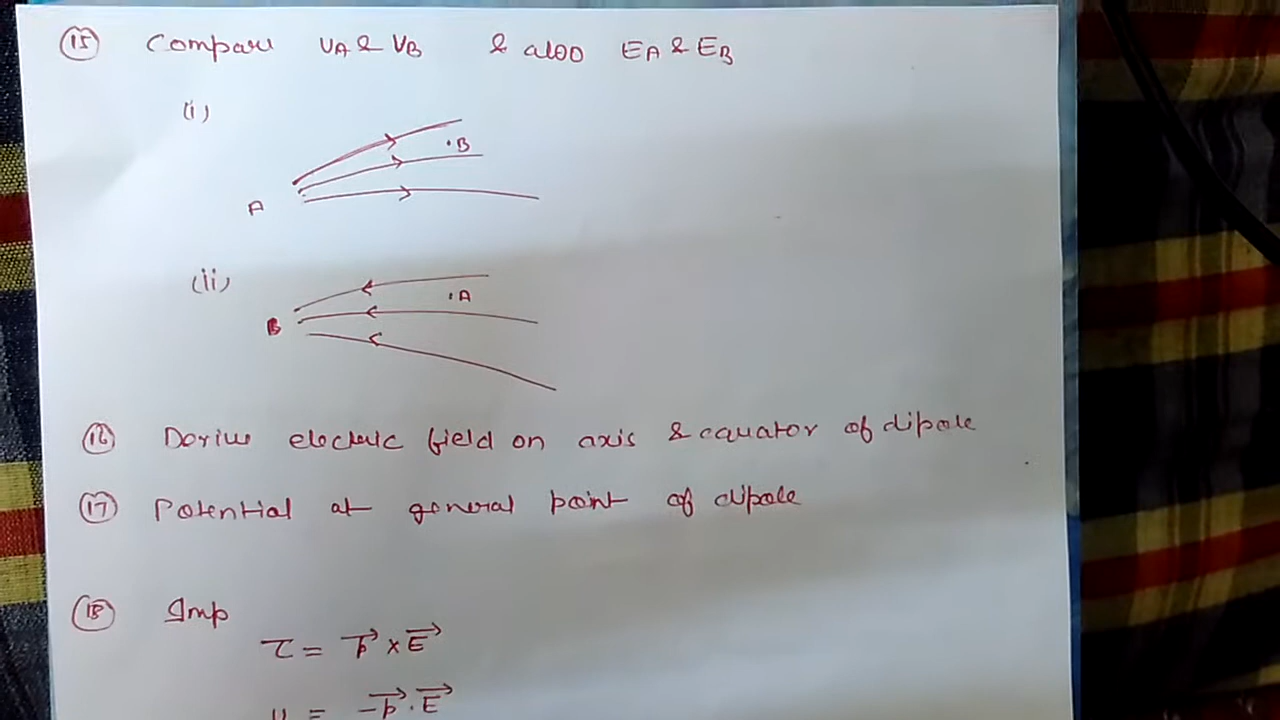 15 Compare VA & VB & also EA & EB
(i)
.B
A
(ii)
.A
B
16 Derive electric field on axis & equator of dipole
17 Potential at general point of dipole
18 Imp
τ = p⃗ × E⃗
u = -p⃗ . E⃗